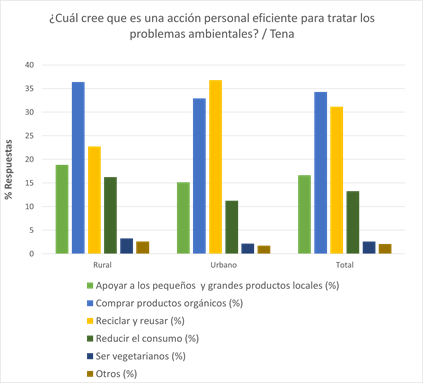 ¿Cuál cree que es una acción personal eficiente para tratar los
problemas ambientales? / Tena
% Respuestas
40
35
30
25
20
15
10
5
0
Rural
Urbano
Total
Apoyar a los pequeños y grandes productos locales (%)
Comprar productos orgánicos (%)
Reciclar y reusar (%)
Reducir el consumo (%)
Ser vegetarianos (%)
Otros (%)